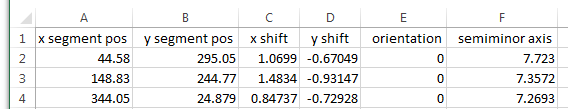 A B C D E F
1 x segment pos y segment pos x shift y shift orientation semiminor axis
2 44.58 295.05 1.0699 -0.67049 0 7.723
3 148.83 244.77 1.4834 -0.93147 0 7.3572
4 344.05 24.879 0.84737 -0.72928 0 7.2693